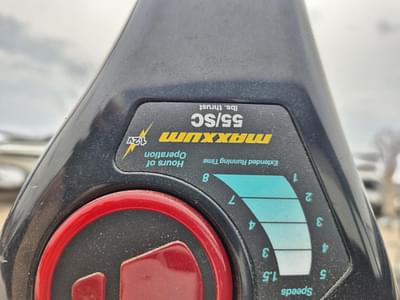 Speeds
5 1.5
4 3
3 4
2 7
1 8
Extended Running Time
Hours of
Operation
MAXXUM
12V
55/SC
lbs. thrust